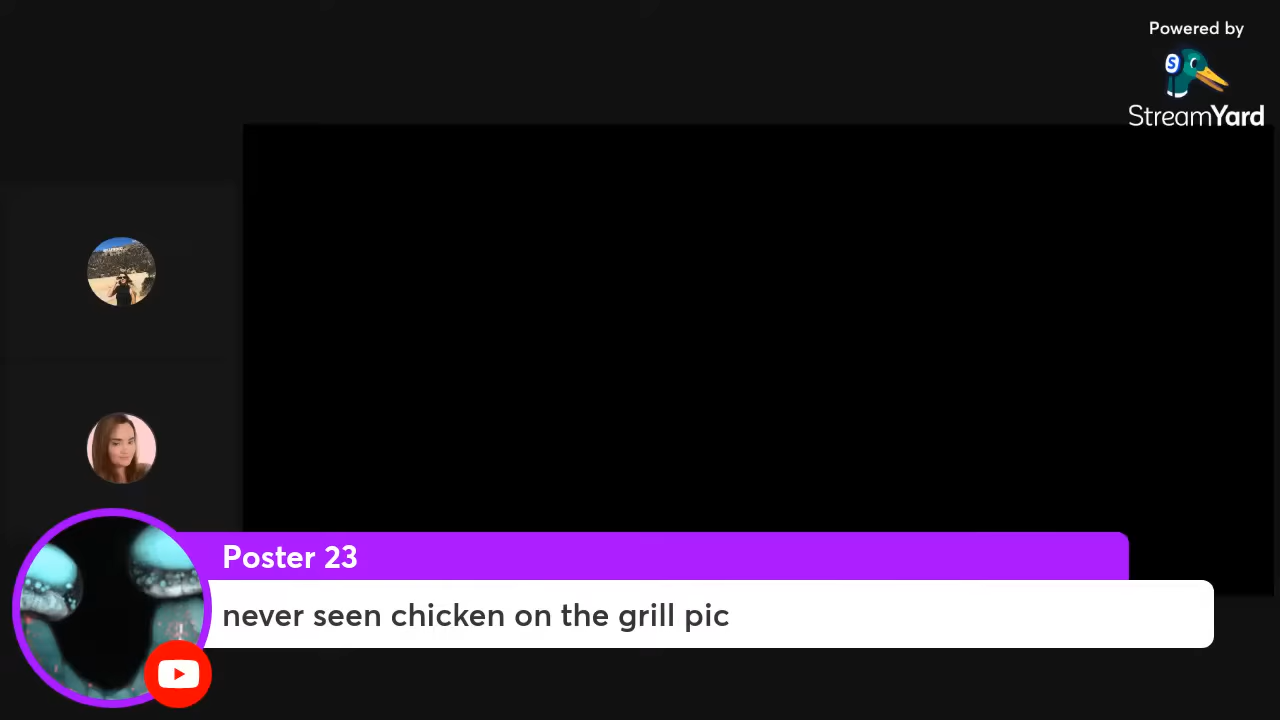 Powered by
StreamYard
Poster 23
never seen chicken on the grill pic